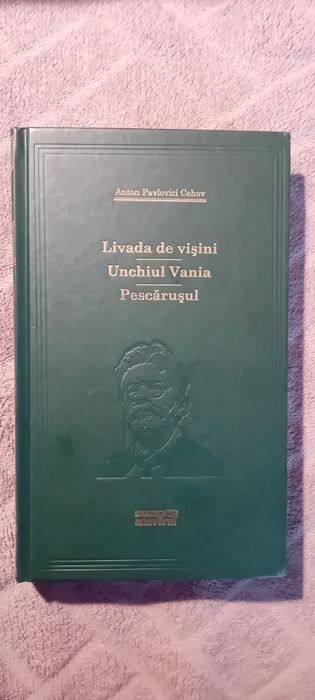 Anton Pavlovici Cehov
Livada de vişini
Unchiul Vania
Pescăruşul
adevărul